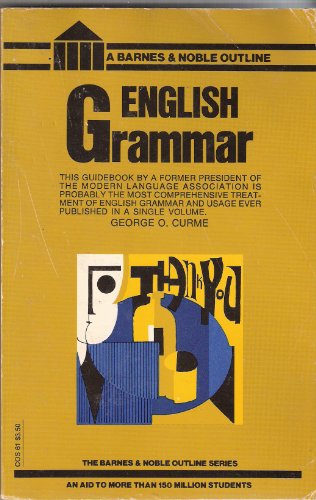 A BARNES & NOBLE OUTLINE
ENGLISH
Grammar
THIS GUIDEBOOK BY A FORMER PRESIDENT OF
THE MODERN LANGUAGE ASSOCIATION IS
PROBABLY THE MOST COMPREHENSIVE TREAT-
MENT OF ENGLISH GRAMMAR AND USAGE EVER
PUBLISHED IN A SINGLE VOLUME.
GEORGE O. CURME
THANK YOU
COS 61 $3.50
THE BARNES & NOBLE OUTLINE SERIES
AN AID TO MORE THAN 150 MILLION STUDENTS